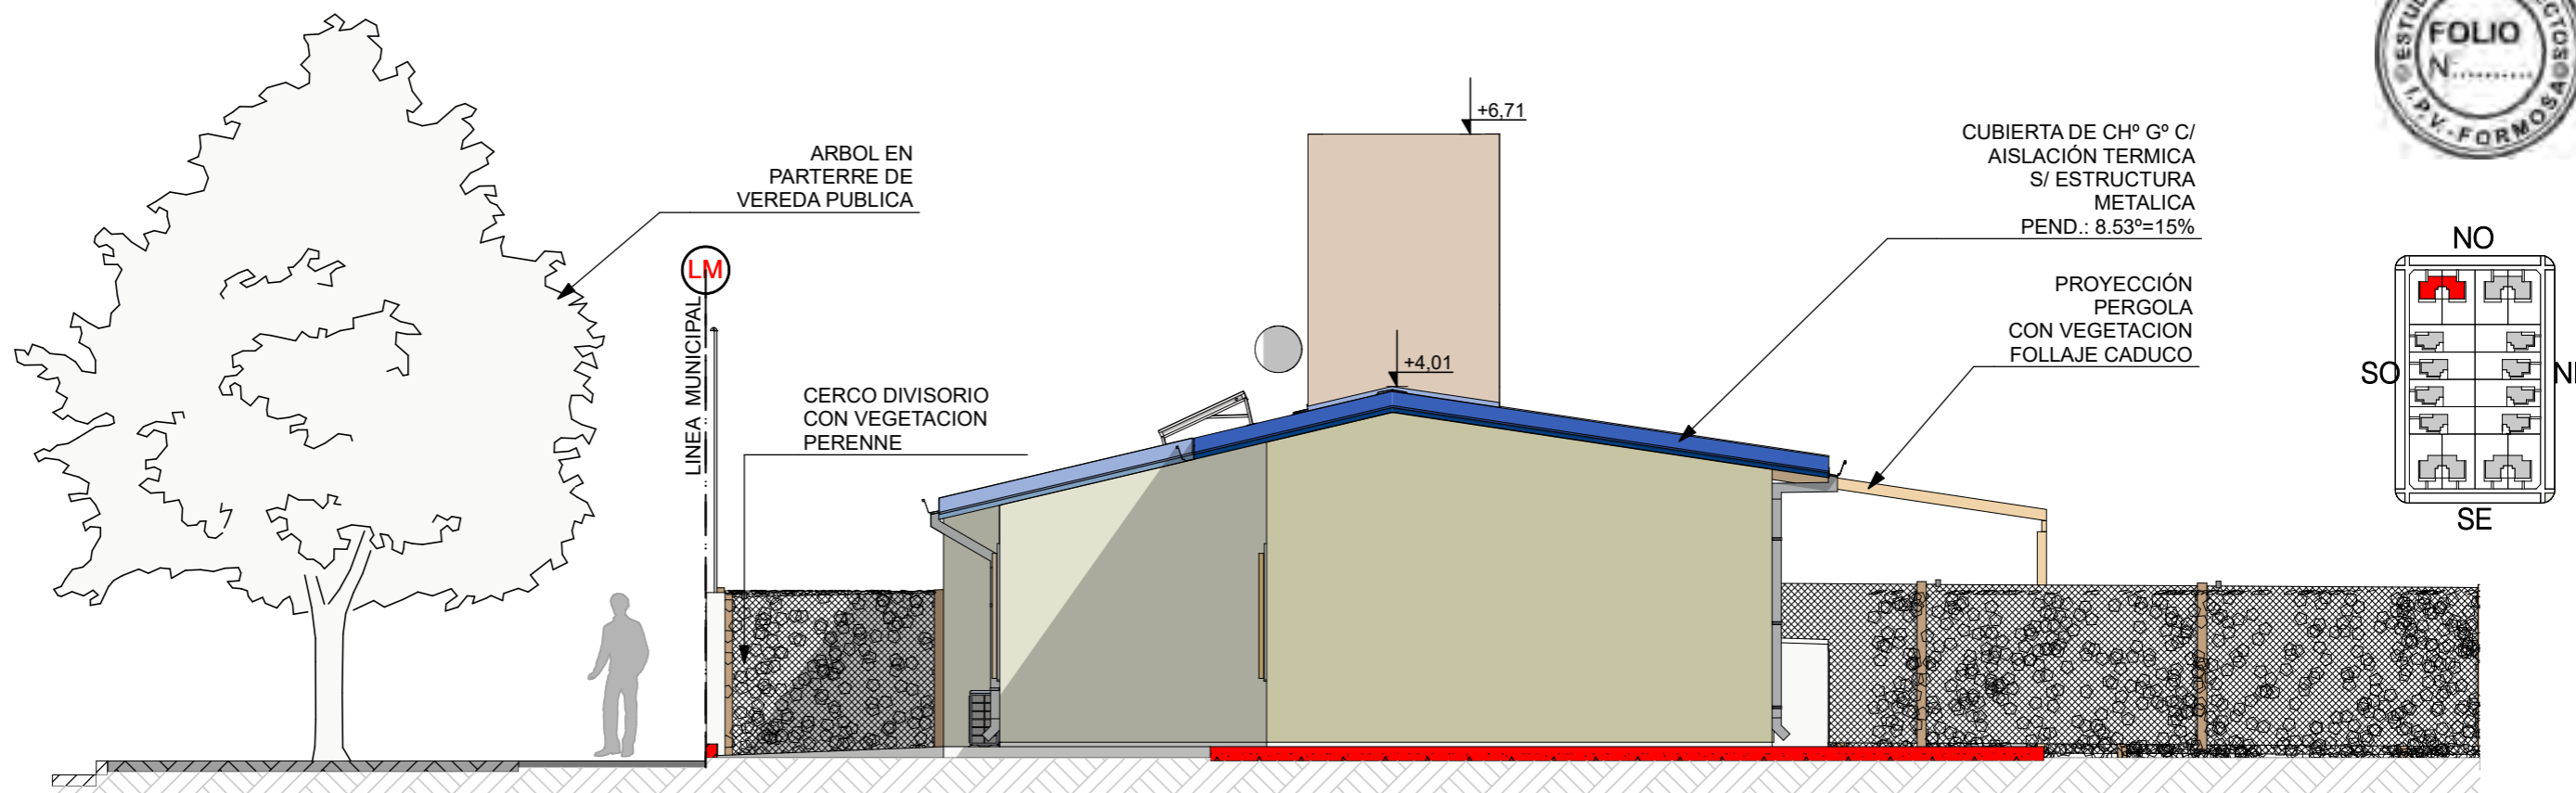 ARBOL EN
PARTERRE DE
VEREDA PUBLICA
LM
LINEA MUNICIPAL
CERCO DIVISORIO
CON VEGETACION
PERENNE
+6,71
+4,01
CUBIERTA DE CHº Gº C/
AISLACIÓN TERMICA
S/ ESTRUCTURA
METALICA
PEND.: 8.53º=15%
PROYECCIÓN
PERGOLA
CON VEGETACION
FOLLAJE CADUCO
FOLIO
I.P.V.-FORMOSA
NO
SO
SE